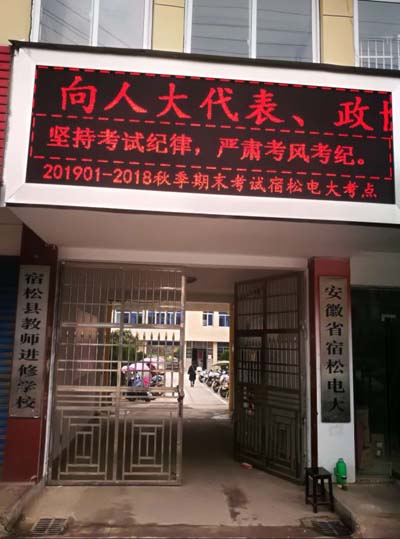 向人大代表、政协
坚持考试纪律，严肃考风考纪。
201901-2018秋季期末考试宿松电大考点
宿松县教师进修学校
安徽省宿松电大